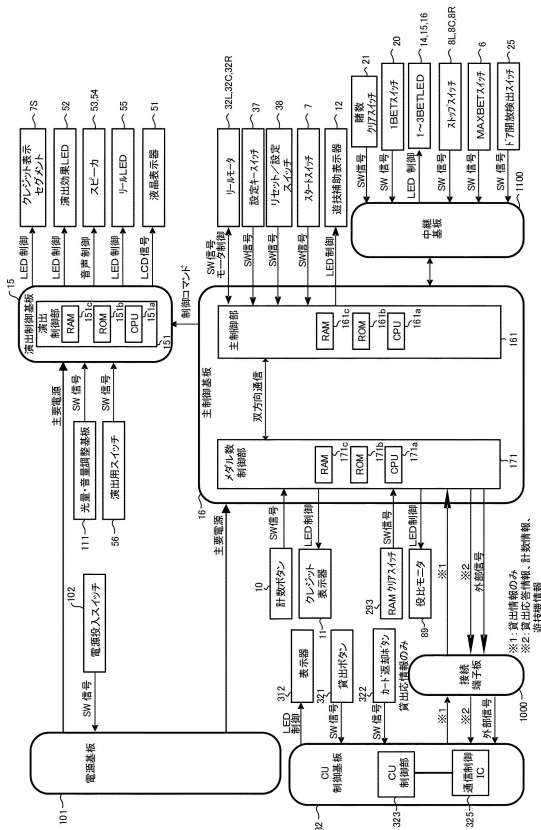 7S
クレジット表示
セグメント
LED制御
52
演出効果LED
LED制御
53,54
スピーカ
音声制御
55
リールLED
LED制御
51
液晶表示器
LCD信号
15
演出制御基板
演出
制御部
RAM
151c
ROM
151b
CPU
151a
151
制御コマンド
主要電源
SW信号
光量・音量調整基板
111
SW信号
演出用スイッチ
56
32L,32C,32R
リールモータ
SW信号
モータ制御
37
設定キースイッチ
SW信号
38
リセット/設定
スイッチ
SW信号
7
スタートスイッチ
SW信号
12
遊技補助表示器
LED制御
21
賭数
クリアスイッチ
SW信号
20
1BETスイッチ
SW信号
14,15,16
1~3BETLED
LED 制御
8L,8C,8R
ストップスイッチ
SW信号
6
MAXBETスイッチ
SW信号
25
ドア開放検出スイッチ
SW信号
中継
基板
1100
主制御基板
16
主制御部
RAM
161c
ROM
161b
CPU
161a
161
双方向通信
メダル数
制御部
RAM
171c
ROM
171b
CPU
171a
171
主要電源
102
電源投入スイッチ
SW信号
電源基板
101
10
計数ボタン
SW信号
クレジット
表示器
11
LED制御
293
RAMクリアスイッチ
SW信号
役比モニタ
89
LED制御
※1
※2
外部信号
312
表示器
LED
制御
321
貸出ボタン
SW信号
322
カード返却ボタン
SW信号
貸出応情報のみ
接続
端子板
1000
※1
※2
外部信号
CU
制御基板
CU
制御部
323
通信制御
IC
325
※1:貸出情報のみ
※2:貸出応答情報、計数情報、
遊技機情報